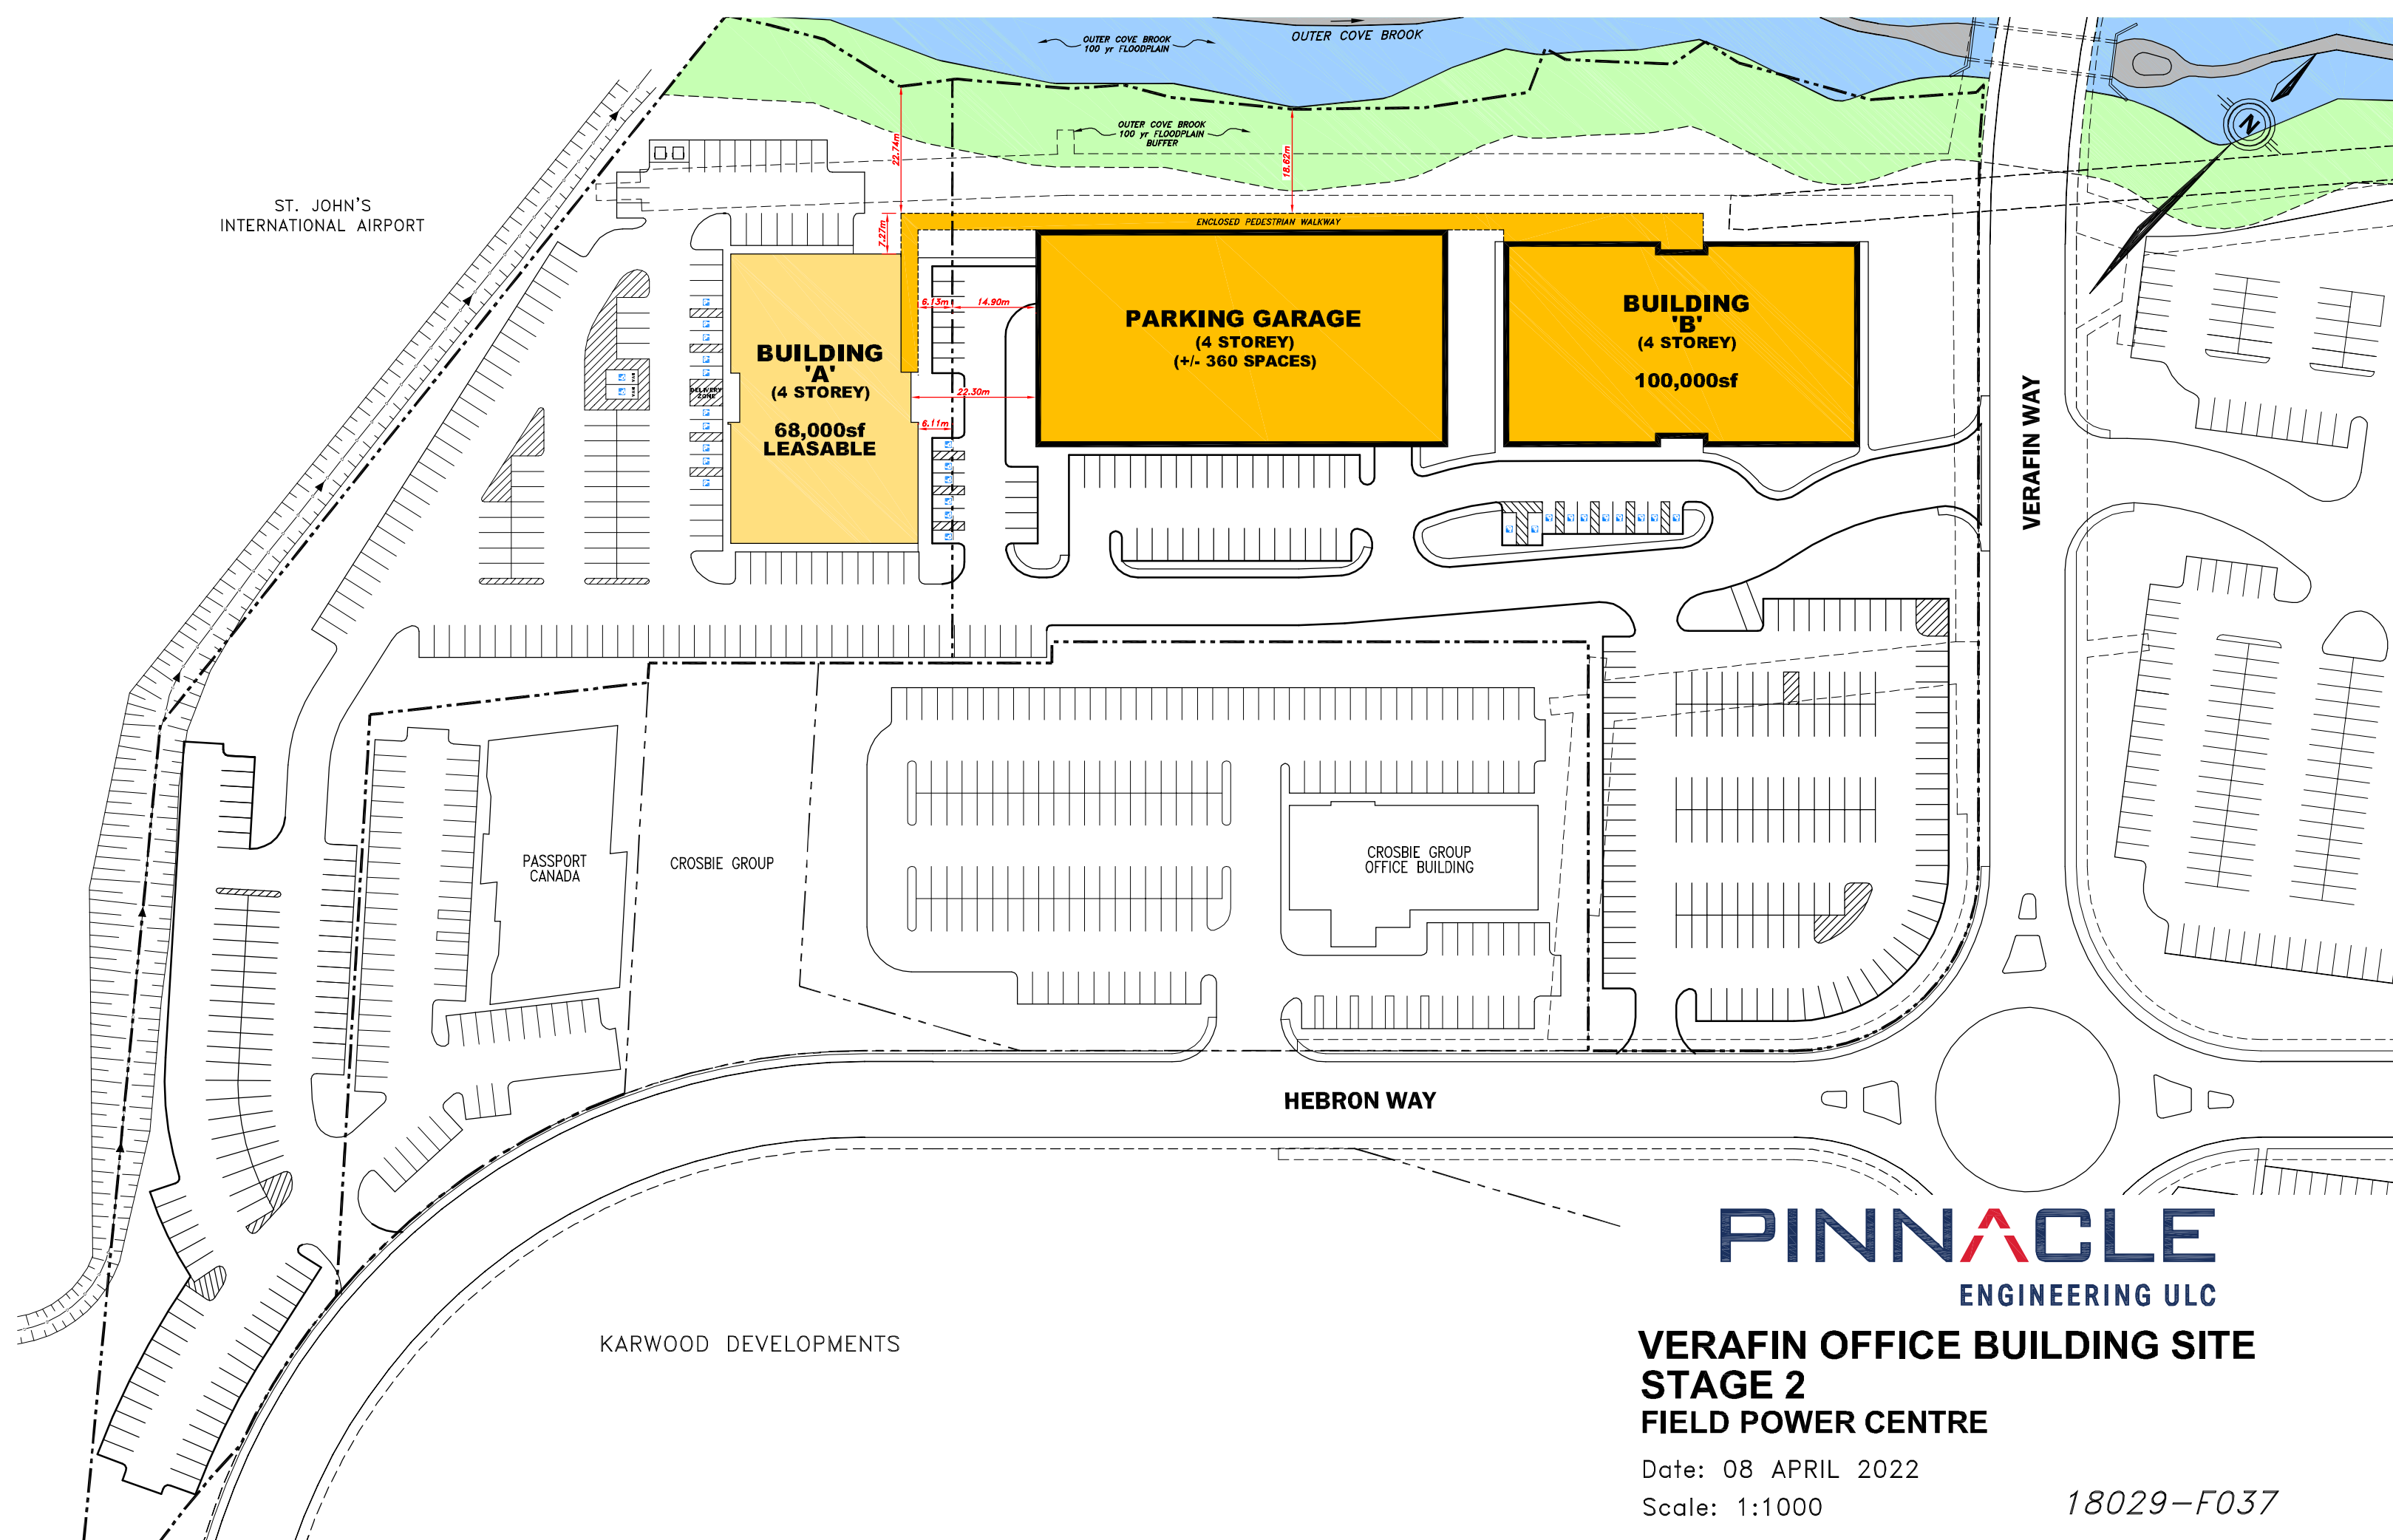 OUTER COVE BROOK
100 yr FLOODPLAIN
OUTER COVE BROOK
OUTER COVE BROOK
100 yr FLOODPLAIN
BUFFER
N
ST. JOHN'S
INTERNATIONAL AIRPORT
22.74m
18.62m
7.27m
ENCLOSED PEDESTRIAN WALKWAY
6.13m
14.90m
22.30m
6.11m
BUILDING
'A'
(4 STOREY)
68,000sf
LEASABLE
DELIVERY
ZONE
PARKING GARAGE
(4 STOREY)
(+/- 360 SPACES)
BUILDING
'B'
(4 STOREY)
100,000sf
VERAFIN WAY
PASSPORT
CANADA
CROSBIE GROUP
CROSBIE GROUP
OFFICE BUILDING
HEBRON WAY
KARWOOD DEVELOPMENTS
PINNACLE
ENGINEERING ULC
VERAFIN OFFICE BUILDING SITE
STAGE 2
FIELD POWER CENTRE
Date: 08 APRIL 2022
Scale: 1:1000
18029-F037